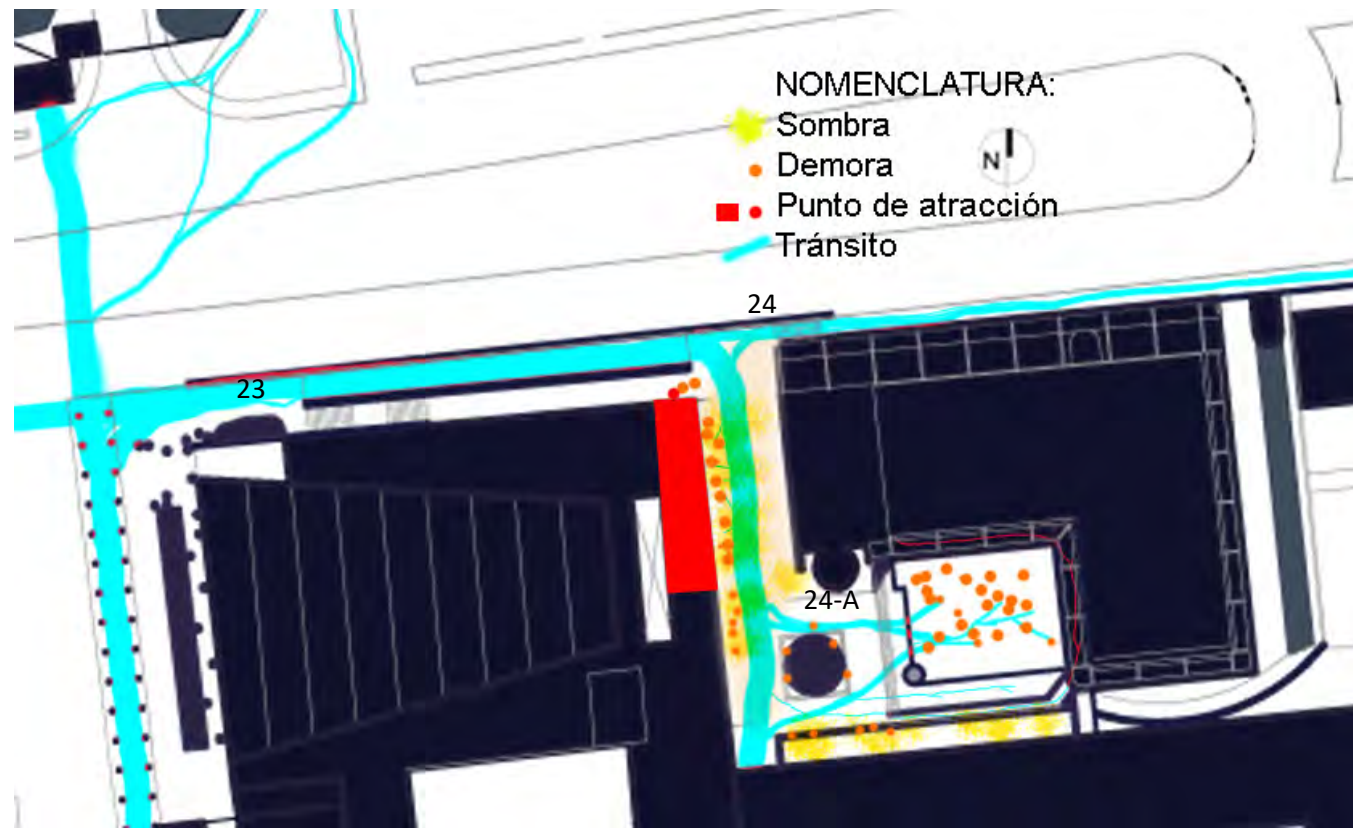 NOMENCLATURA:
Sombra
Demora
N
Punto de atracción
Tránsito
24
23
24-A